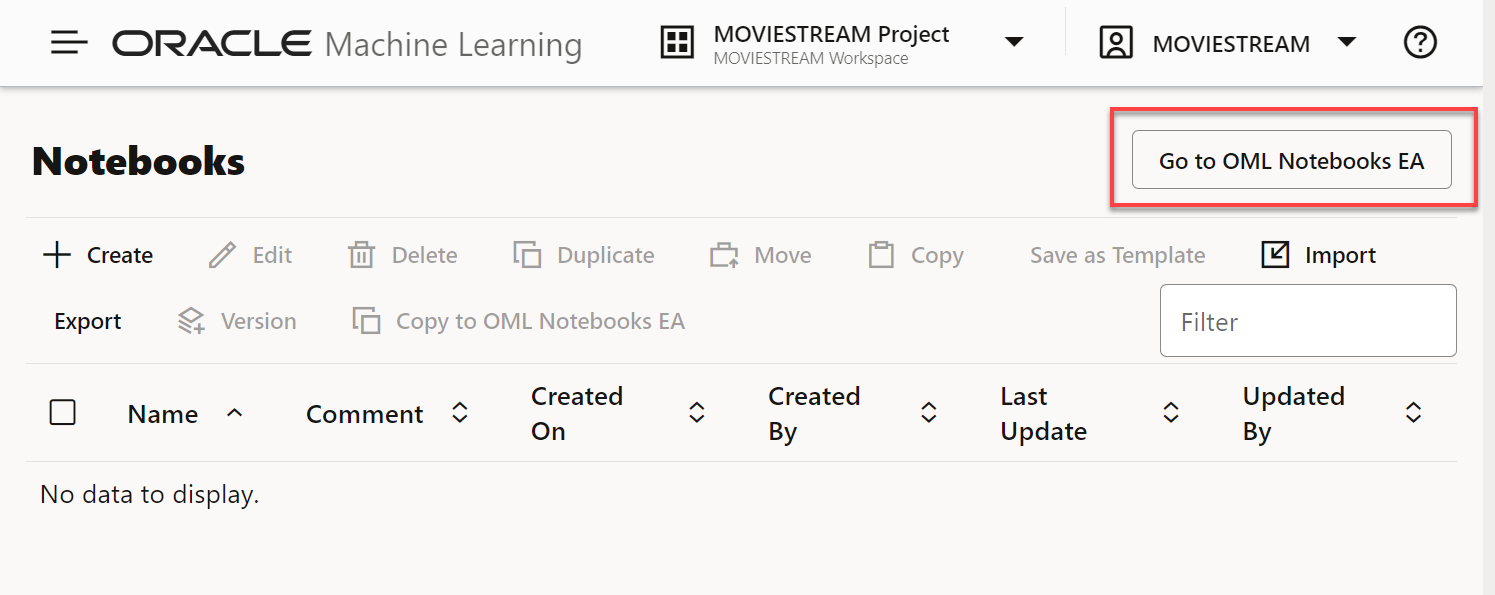 ORACLE Machine Learning
MOVIESTREAM Project
MOVIESTREAM Workspace
MOVIESTREAM
?
Notebooks
Go to OML Notebooks EA
Create
Edit
Delete
Duplicate
Move
Copy
Save as Template
Import
Export
Version
Copy to OML Notebooks EA
Filter
Name
Comment
Created
On
Created
By
Last
Update
Updated
By
No data to display.